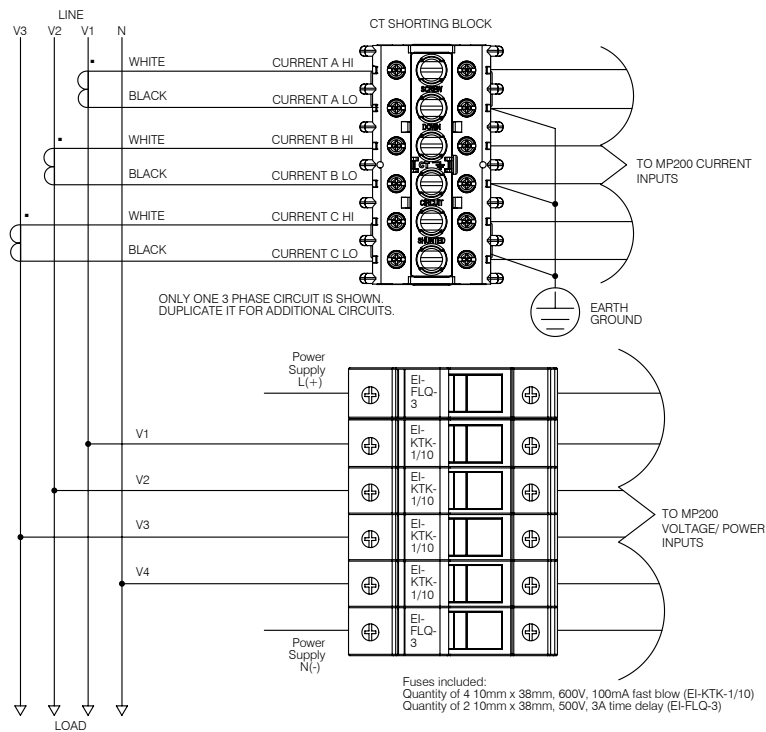 LINE
V3 V2 V1 N
CT SHORTING BLOCK
WHITE CURRENT A HI
BLACK CURRENT A LO
WHITE CURRENT B HI
BLACK CURRENT B LO
WHITE CURRENT C HI
BLACK CURRENT C LO
SCREW
DOWN
CT
CIRCUIT
SHUNTED
TO MP200 CURRENT
INPUTS
ONLY ONE 3 PHASE CIRCUIT IS SHOWN.
DUPLICATE IT FOR ADDITIONAL CIRCUITS.
EARTH
GROUND
Power
Supply
L(+)
EI-
FLQ-
3
V1
EI-
KTK-
1/10
V2
EI-
KTK-
1/10
V3
EI-
KTK-
1/10
V4
EI-
KTK-
1/10
EI-
FLQ-
3
Power
Supply
N(-)
TO MP200
VOLTAGE/ POWER
INPUTS
Fuses included:
Quantity of 4 10mm x 38mm, 600V, 100mA fast blow (EI-KTK-1/10)
Quantity of 2 10mm x 38mm, 500V, 3A time delay (EI-FLQ-3)
LOAD